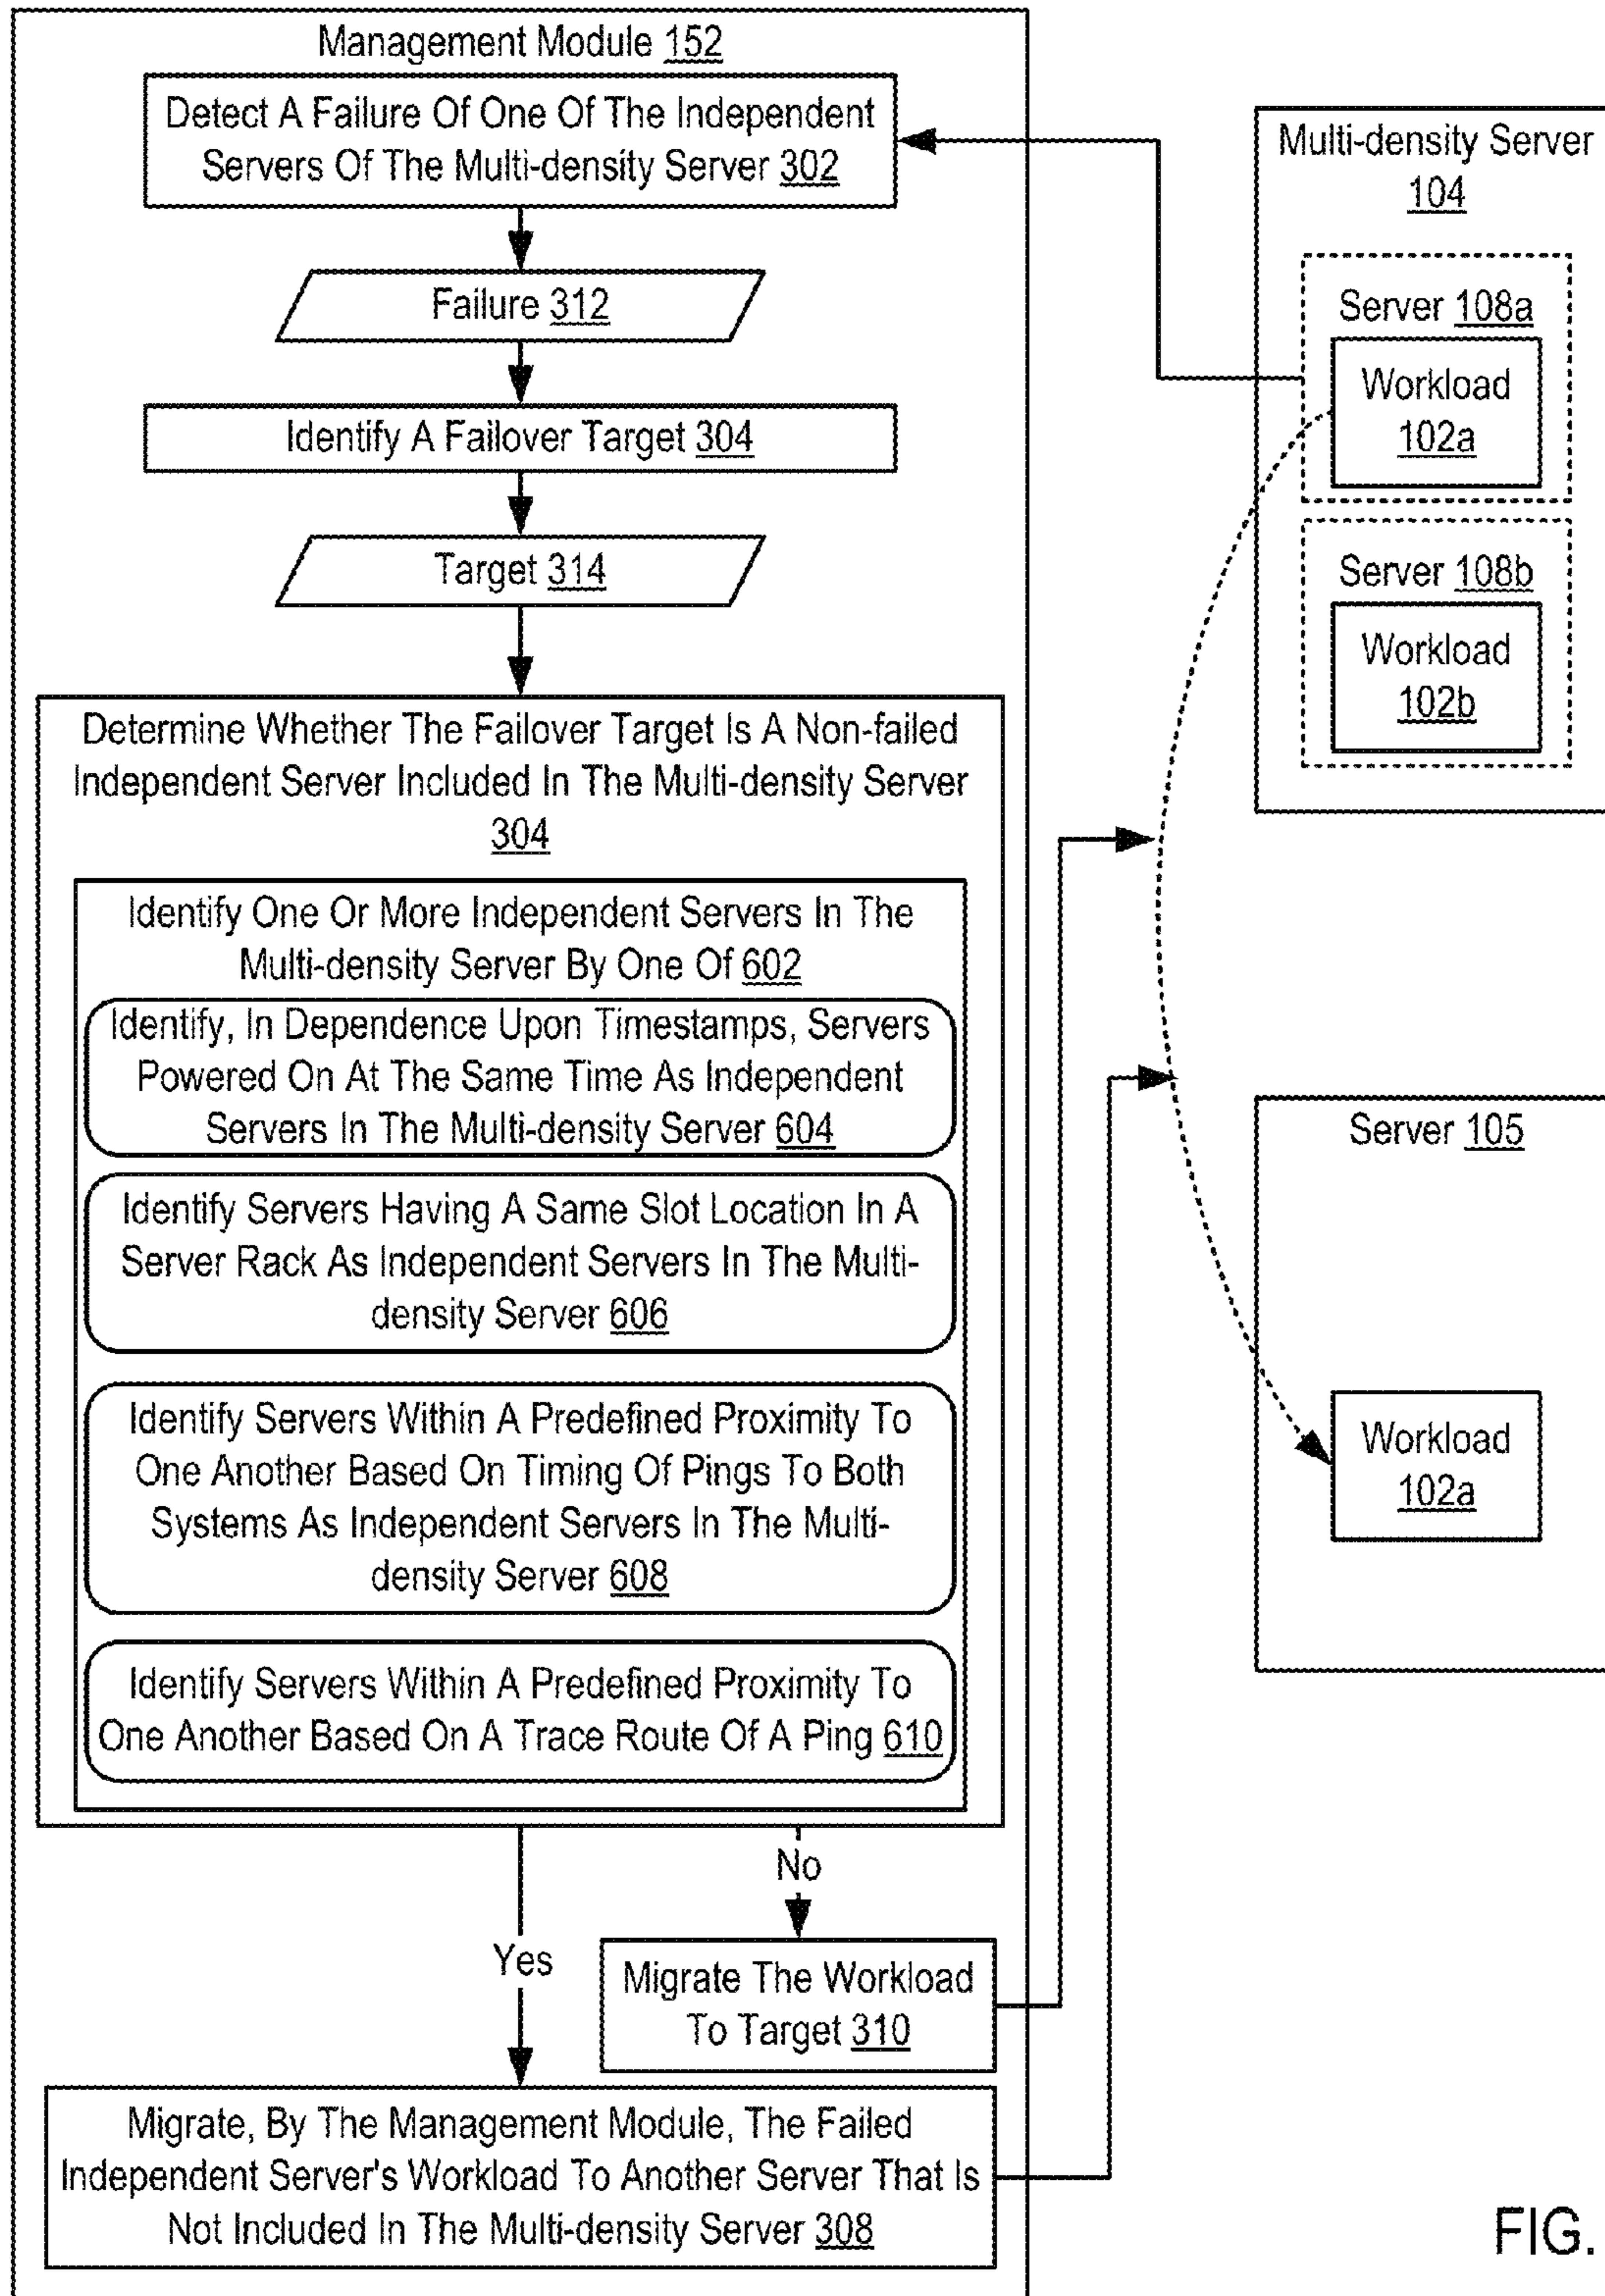 Management Module 152
Detect A Failure Of One Of The Independent
Servers Of The Multi-density Server 302
Failure 312
Identify A Failover Target 304
Target 314
Determine Whether The Failover Target Is A Non-failed
Independent Server Included In The Multi-density Server
304
Identify One Or More Independent Servers In The
Multi-density Server By One Of 602
Identify, In Dependence Upon Timestamps, Servers
Powered On At The Same Time As Independent
Servers In The Multi-density Server 604
Identify Servers Having A Same Slot Location In A
Server Rack As Independent Servers In The Multi-
density Server 606
Identify Servers Within A Predefined Proximity To
One Another Based On Timing Of Pings To Both
Systems As Independent Servers In The Multi-
density Server 608
Identify Servers Within A Predefined Proximity To
One Another Based On A Trace Route Of A Ping 610
No
Yes
Migrate The Workload
To Target 310
Migrate, By The Management Module, The Failed
Independent Server's Workload To Another Server That Is
Not Included In The Multi-density Server 308
Multi-density Server
104
Server 108a
Workload
102a
Server 108b
Workload
102b
Server 105
Workload
102a
FIG.